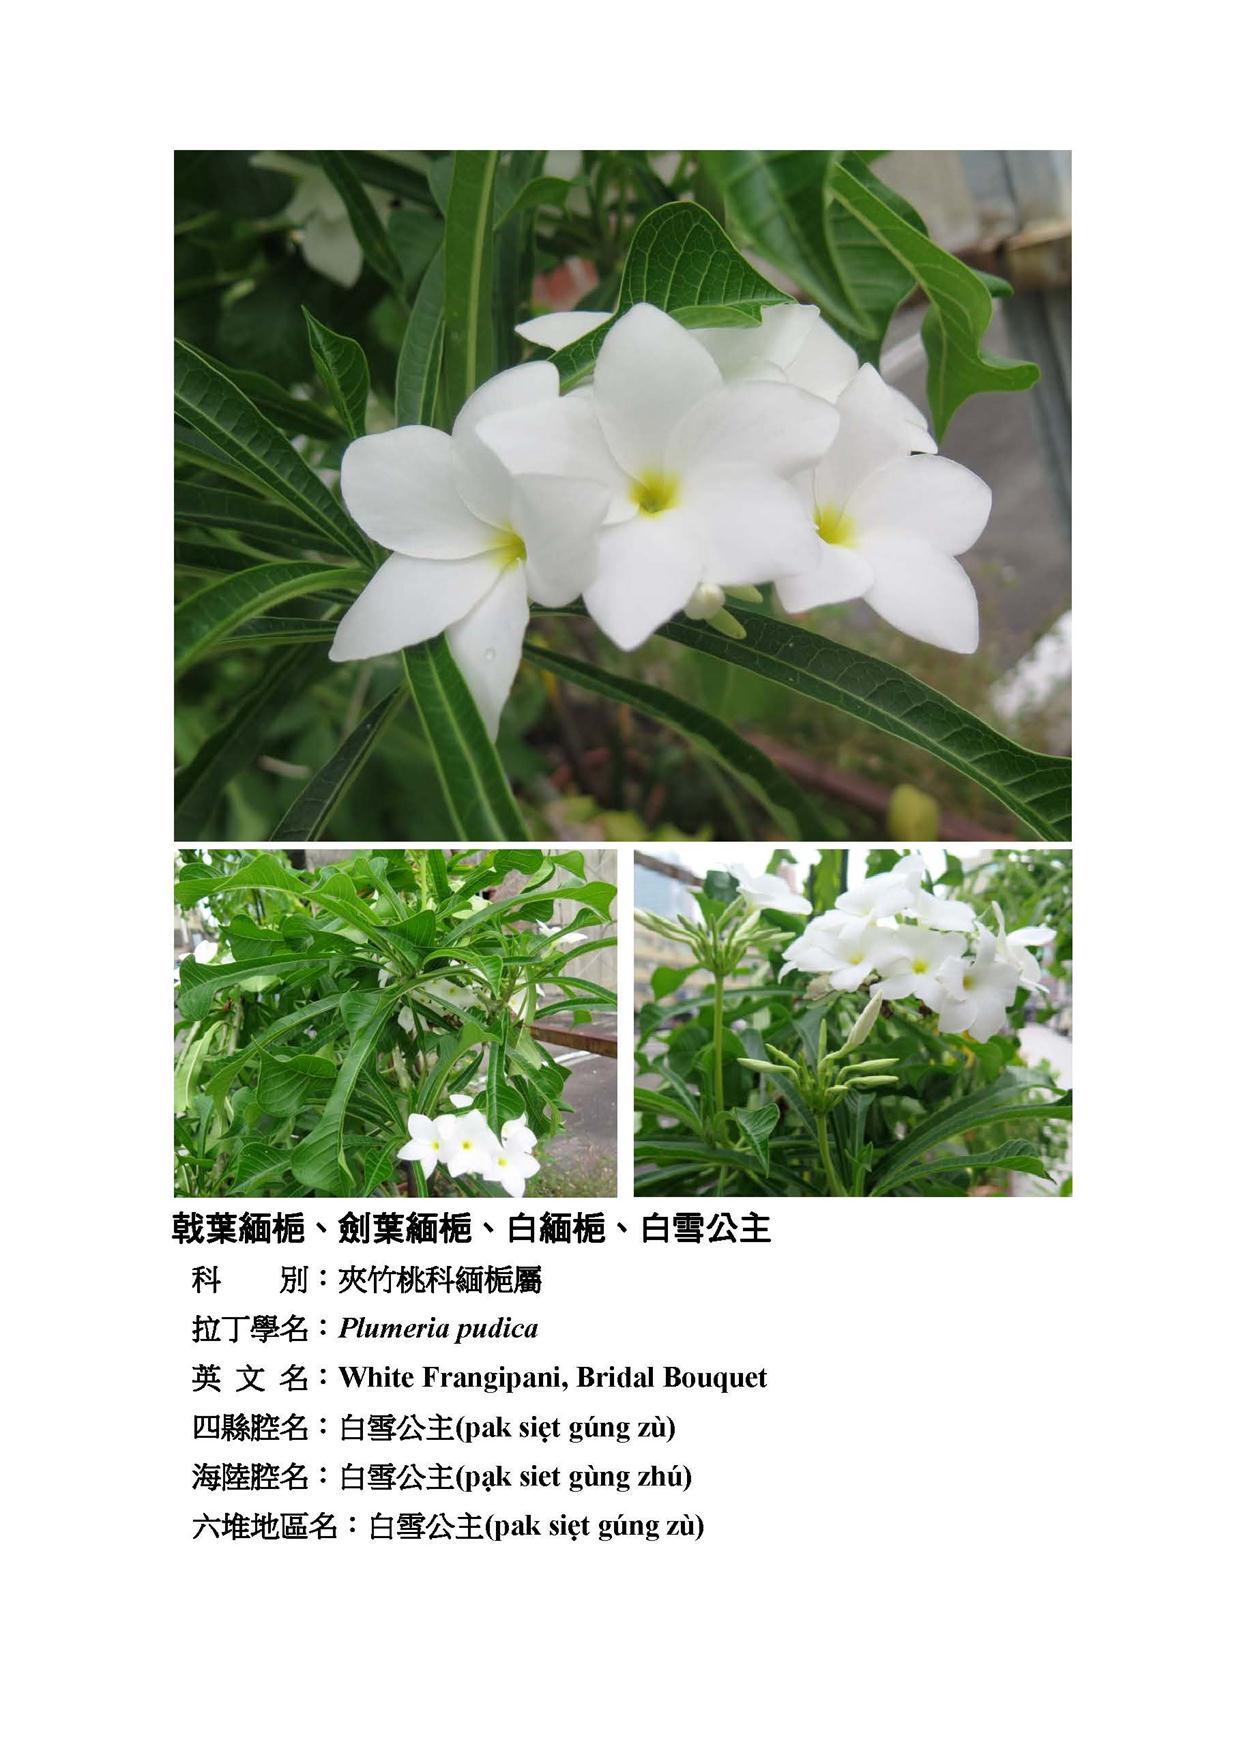 戟葉緬梔、劍葉緬梔、白緬梔、白雪公主
科　　別：夾竹桃科緬梔屬
拉丁學名：Plumeria pudica
英 文 名：White Frangipani, Bridal Bouquet
四縣腔名：白雪公主(pak siẹt gúng zù)
海陸腔名：白雪公主(pạk siet gùng zhú)
六堆地區名：白雪公主(pak siẹt gúng zù)